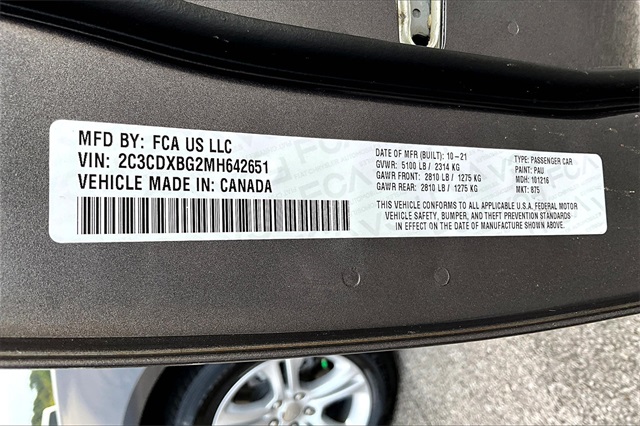 MFD BY: FCA US LLC
VIN: 2C3CDXBG2MH642651
VEHICLE MADE IN: CANADA
DATE OF MFR (BUILT): 10-21
GVWR: 5100 LB / 2314 KG
GAWR FRONT: 2810 LB / 1275 KG
GAWR REAR: 2810 LB / 1275 KG
TYPE: PASSENGER CAR
PAINT: PAU
MDH: 101216
MKT: 875
THIS VEHICLE CONFORMS TO ALL APPLICABLE U.S.A. FEDERAL MOTOR
VEHICLE SAFETY, BUMPER, AND THEFT PREVENTION STANDARDS
IN EFFECT ON THE DATE OF MANUFACTURE SHOWN ABOVE.